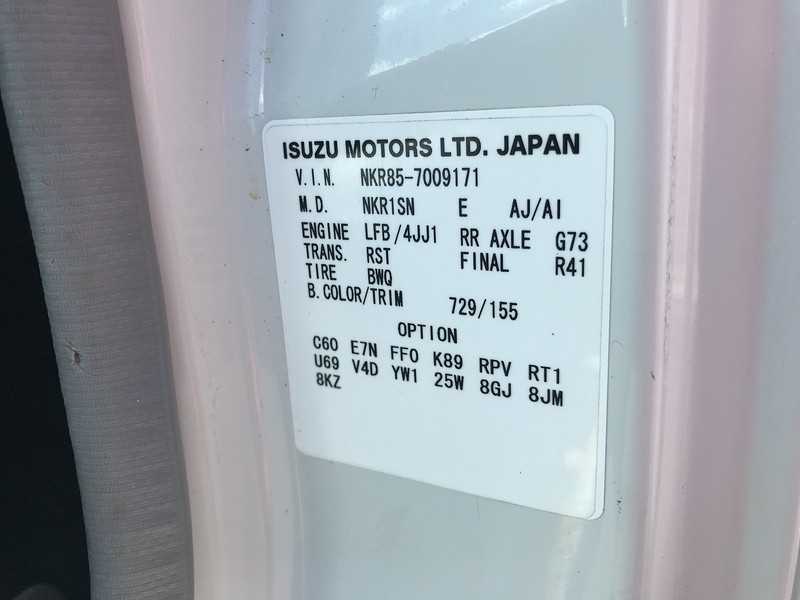 ISUZU MOTORS LTD. JAPAN
V.I.N. NKR85-7009171
M.D. NKR1SN E AJ/AI
ENGINE LFB/4JJ1 RR AXLE G73
TRANS. RST FINAL R41
TIRE BWQ
B.COLOR/TRIM 729/155
OPTION
C60 E7N FF0 K89 RPV RT1
U69 V4D YW1 25W 8GJ 8JM
8KZ